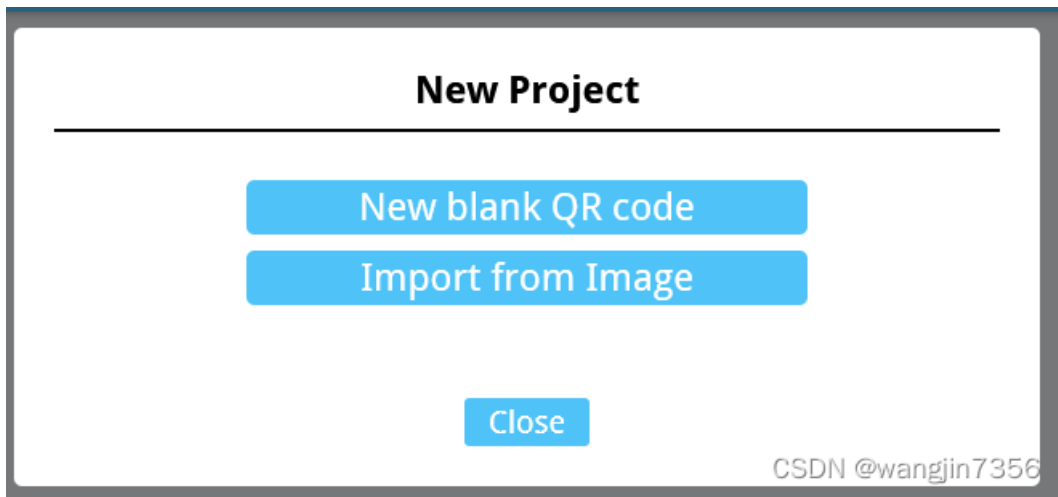 New Project
New blank QR code
Import from Image
Close
CSDN @wangjin7356